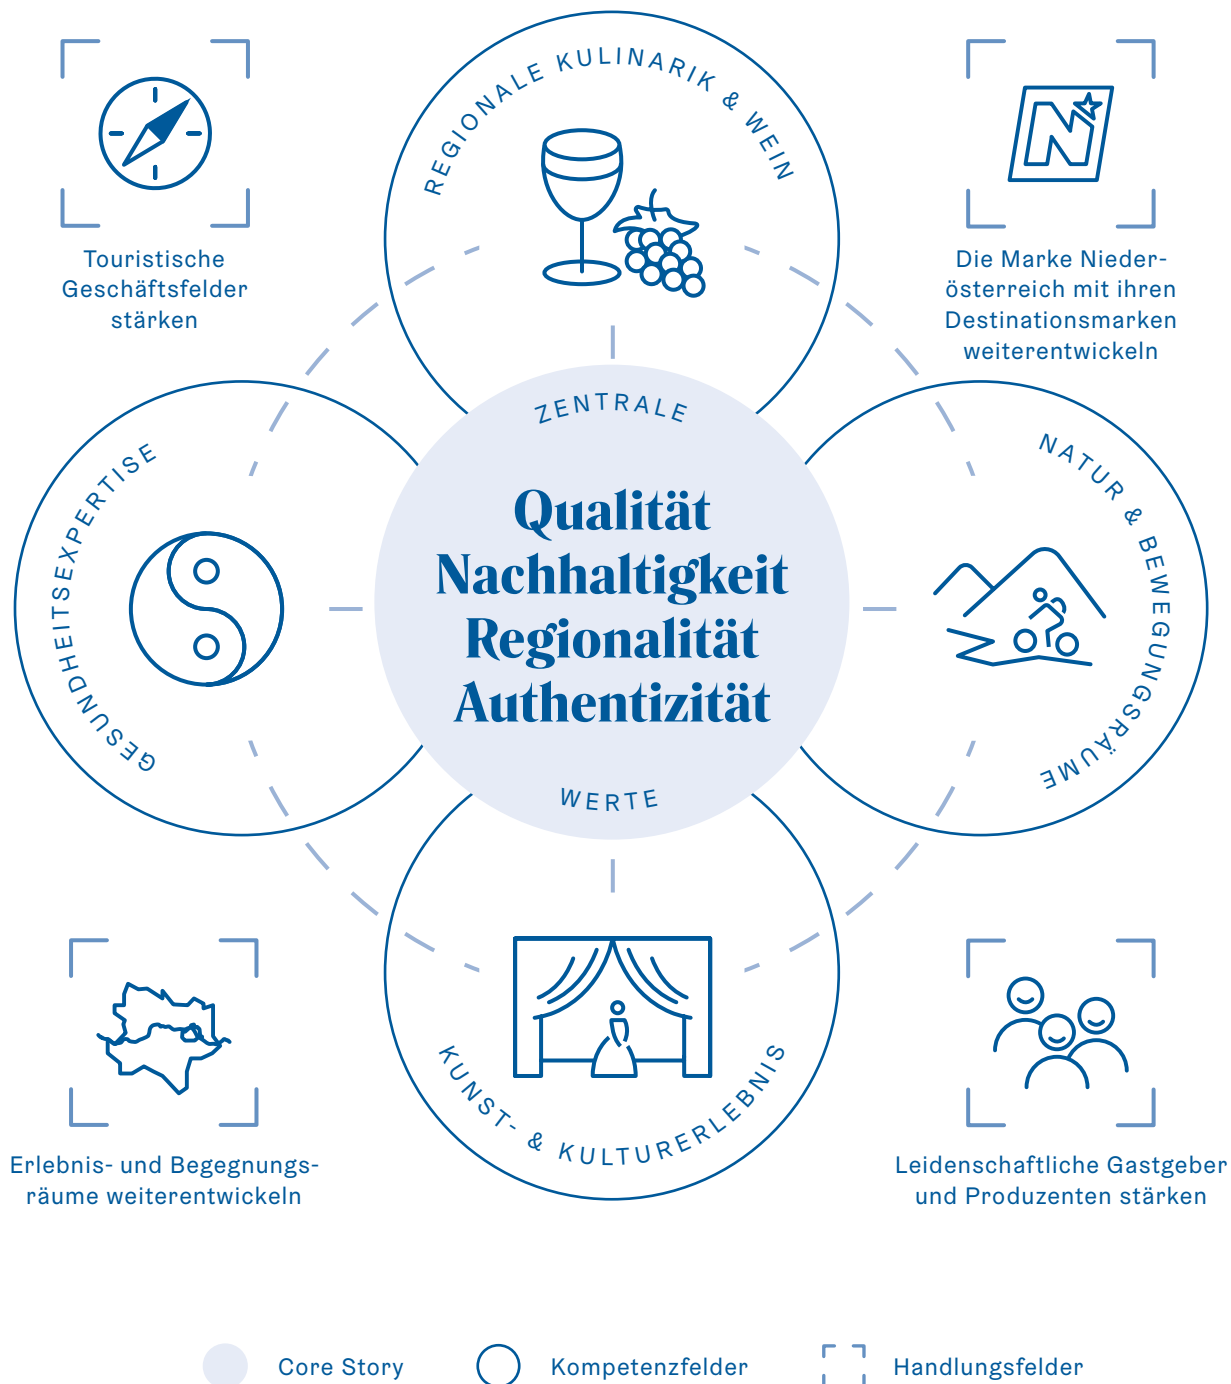 REGIONALE KULINARIK & WEIN
Touristische
Geschäftsfelder
stärken
N
Die Marke Nieder-
österreich mit ihren
Destinationsmarken
weiterentwickeln
GESUNDHEITSEXPERTISE
ZENTRALE
Qualität
Nachhaltigkeit
Regionalität
Authentizität
WERTE
NATUR & BEWEGUNGSRÄUME
KUNST- & KULTURERLEBNIS
Erlebnis- und Begegnungs-
räume weiterentwickeln
Leidenschaftliche Gastgeber
und Produzenten stärken
Core Story
Kompetenzfelder
Handlungsfelder